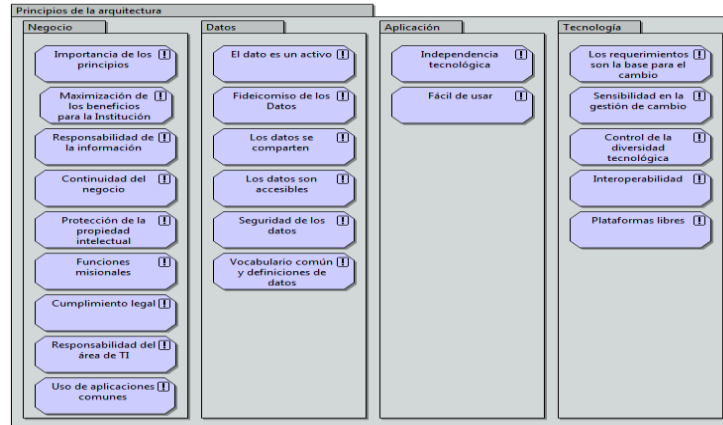 Principios de la arquitectura
Negocio
Importancia de los
principios
Maximización de
los beneficios
para la Institución
Responsabilidad de
la información
Continuidad del
negocio
Protección de la
propiedad
intelectual
Funciones
misionales
Cumplimiento legal
Responsabilidad del
área de TI
Uso de aplicaciones
comunes
Datos
El dato es un activo
Fideicomiso de los
Datos
Los datos se
comparten
Los datos son
accesibles
Seguridad de los
datos
Vocabulario común
y definiciones de
datos
Aplicación
Independencia
tecnológica
Fácil de usar
Tecnología
Los requerimientos
son la base para el
cambio
Sensibilidad en la
gestión de cambio
Control de la
diversidad
tecnológica
Interoperabilidad
Plataformas libres